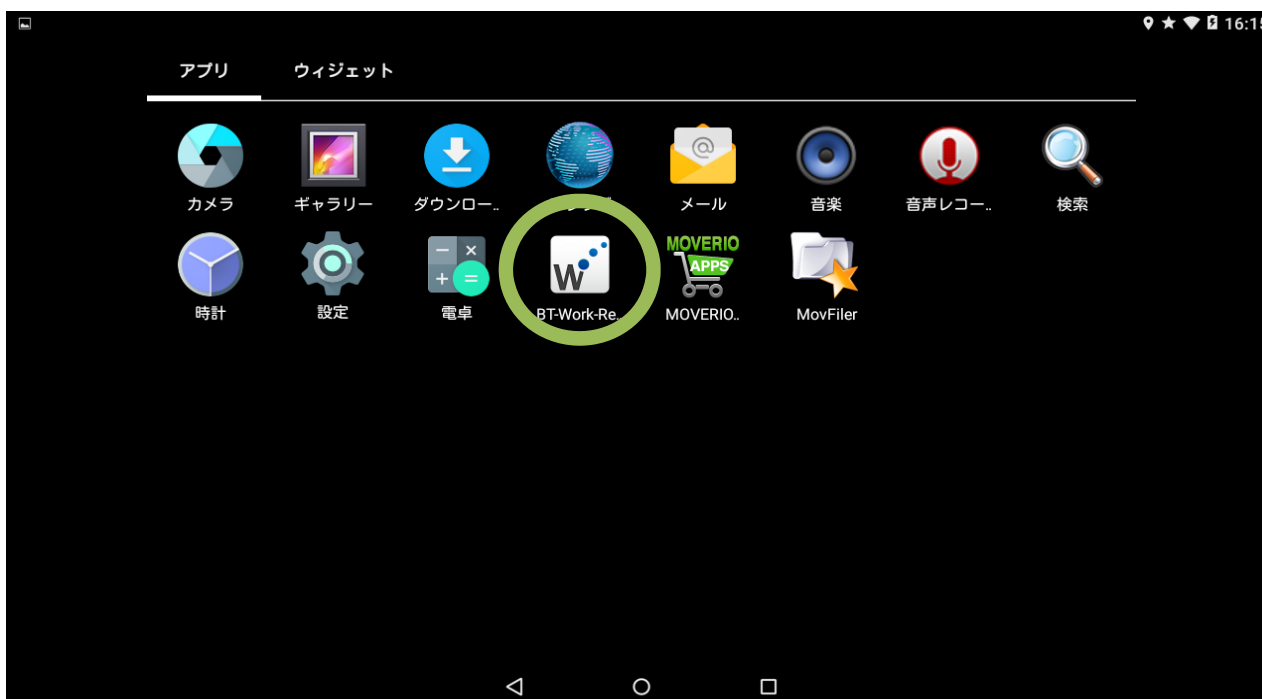 16:15
アプリ ウィジェット
カメラ ギャラリー ダウンロー.. メール 音楽 音声レコー.. 検索
W MOVERIO APPS
時計 設定 電卓 BT-Work-Re.. MOVERIO.. MovFiler